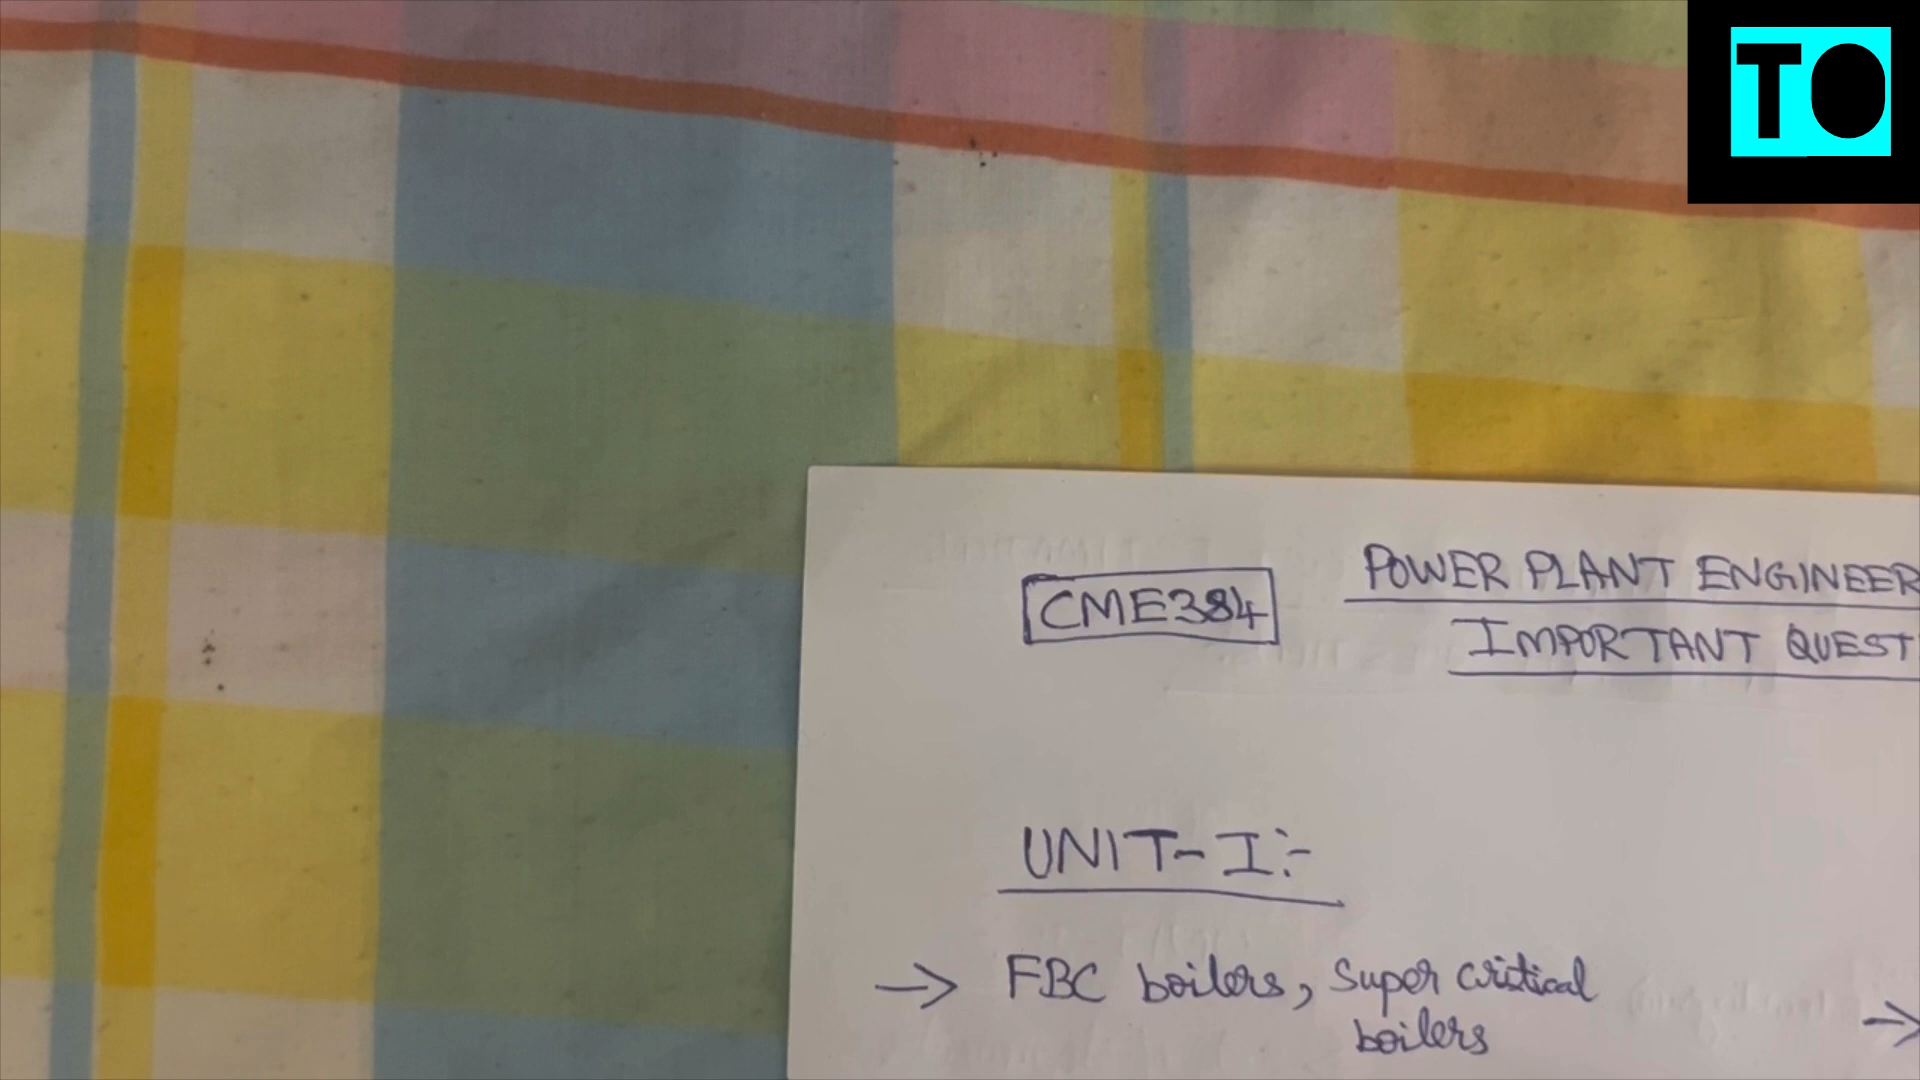 TO
CME384
POWER PLANT ENGINEER
IMPORTANT QUEST
UNIT-I:-
→ FBC boilers, Super critical
boilers
→